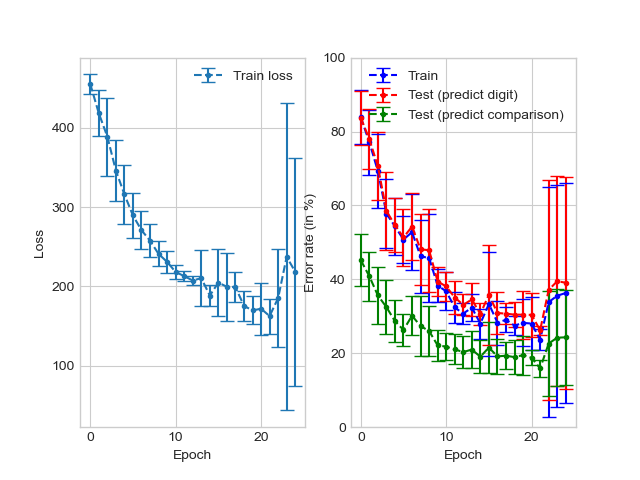 Train loss
400
300
200
100
0
10
20
Loss
Epoch
Train
Test (predict digit)
Test (predict comparison)
100
80
60
40
20
0
0
10
20
Error rate (in %)
Epoch